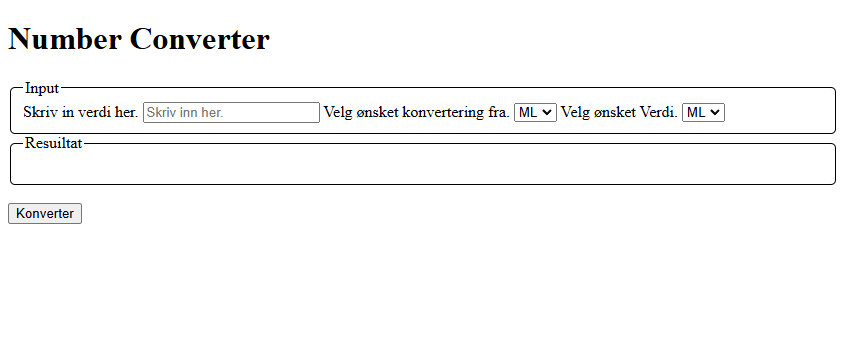 Number Converter
Input
Skriv in verdi her. Skriv inn her. Velg ønsket konvertering fra. ML Velg ønsket Verdi. ML
Resuiltat
Konverter